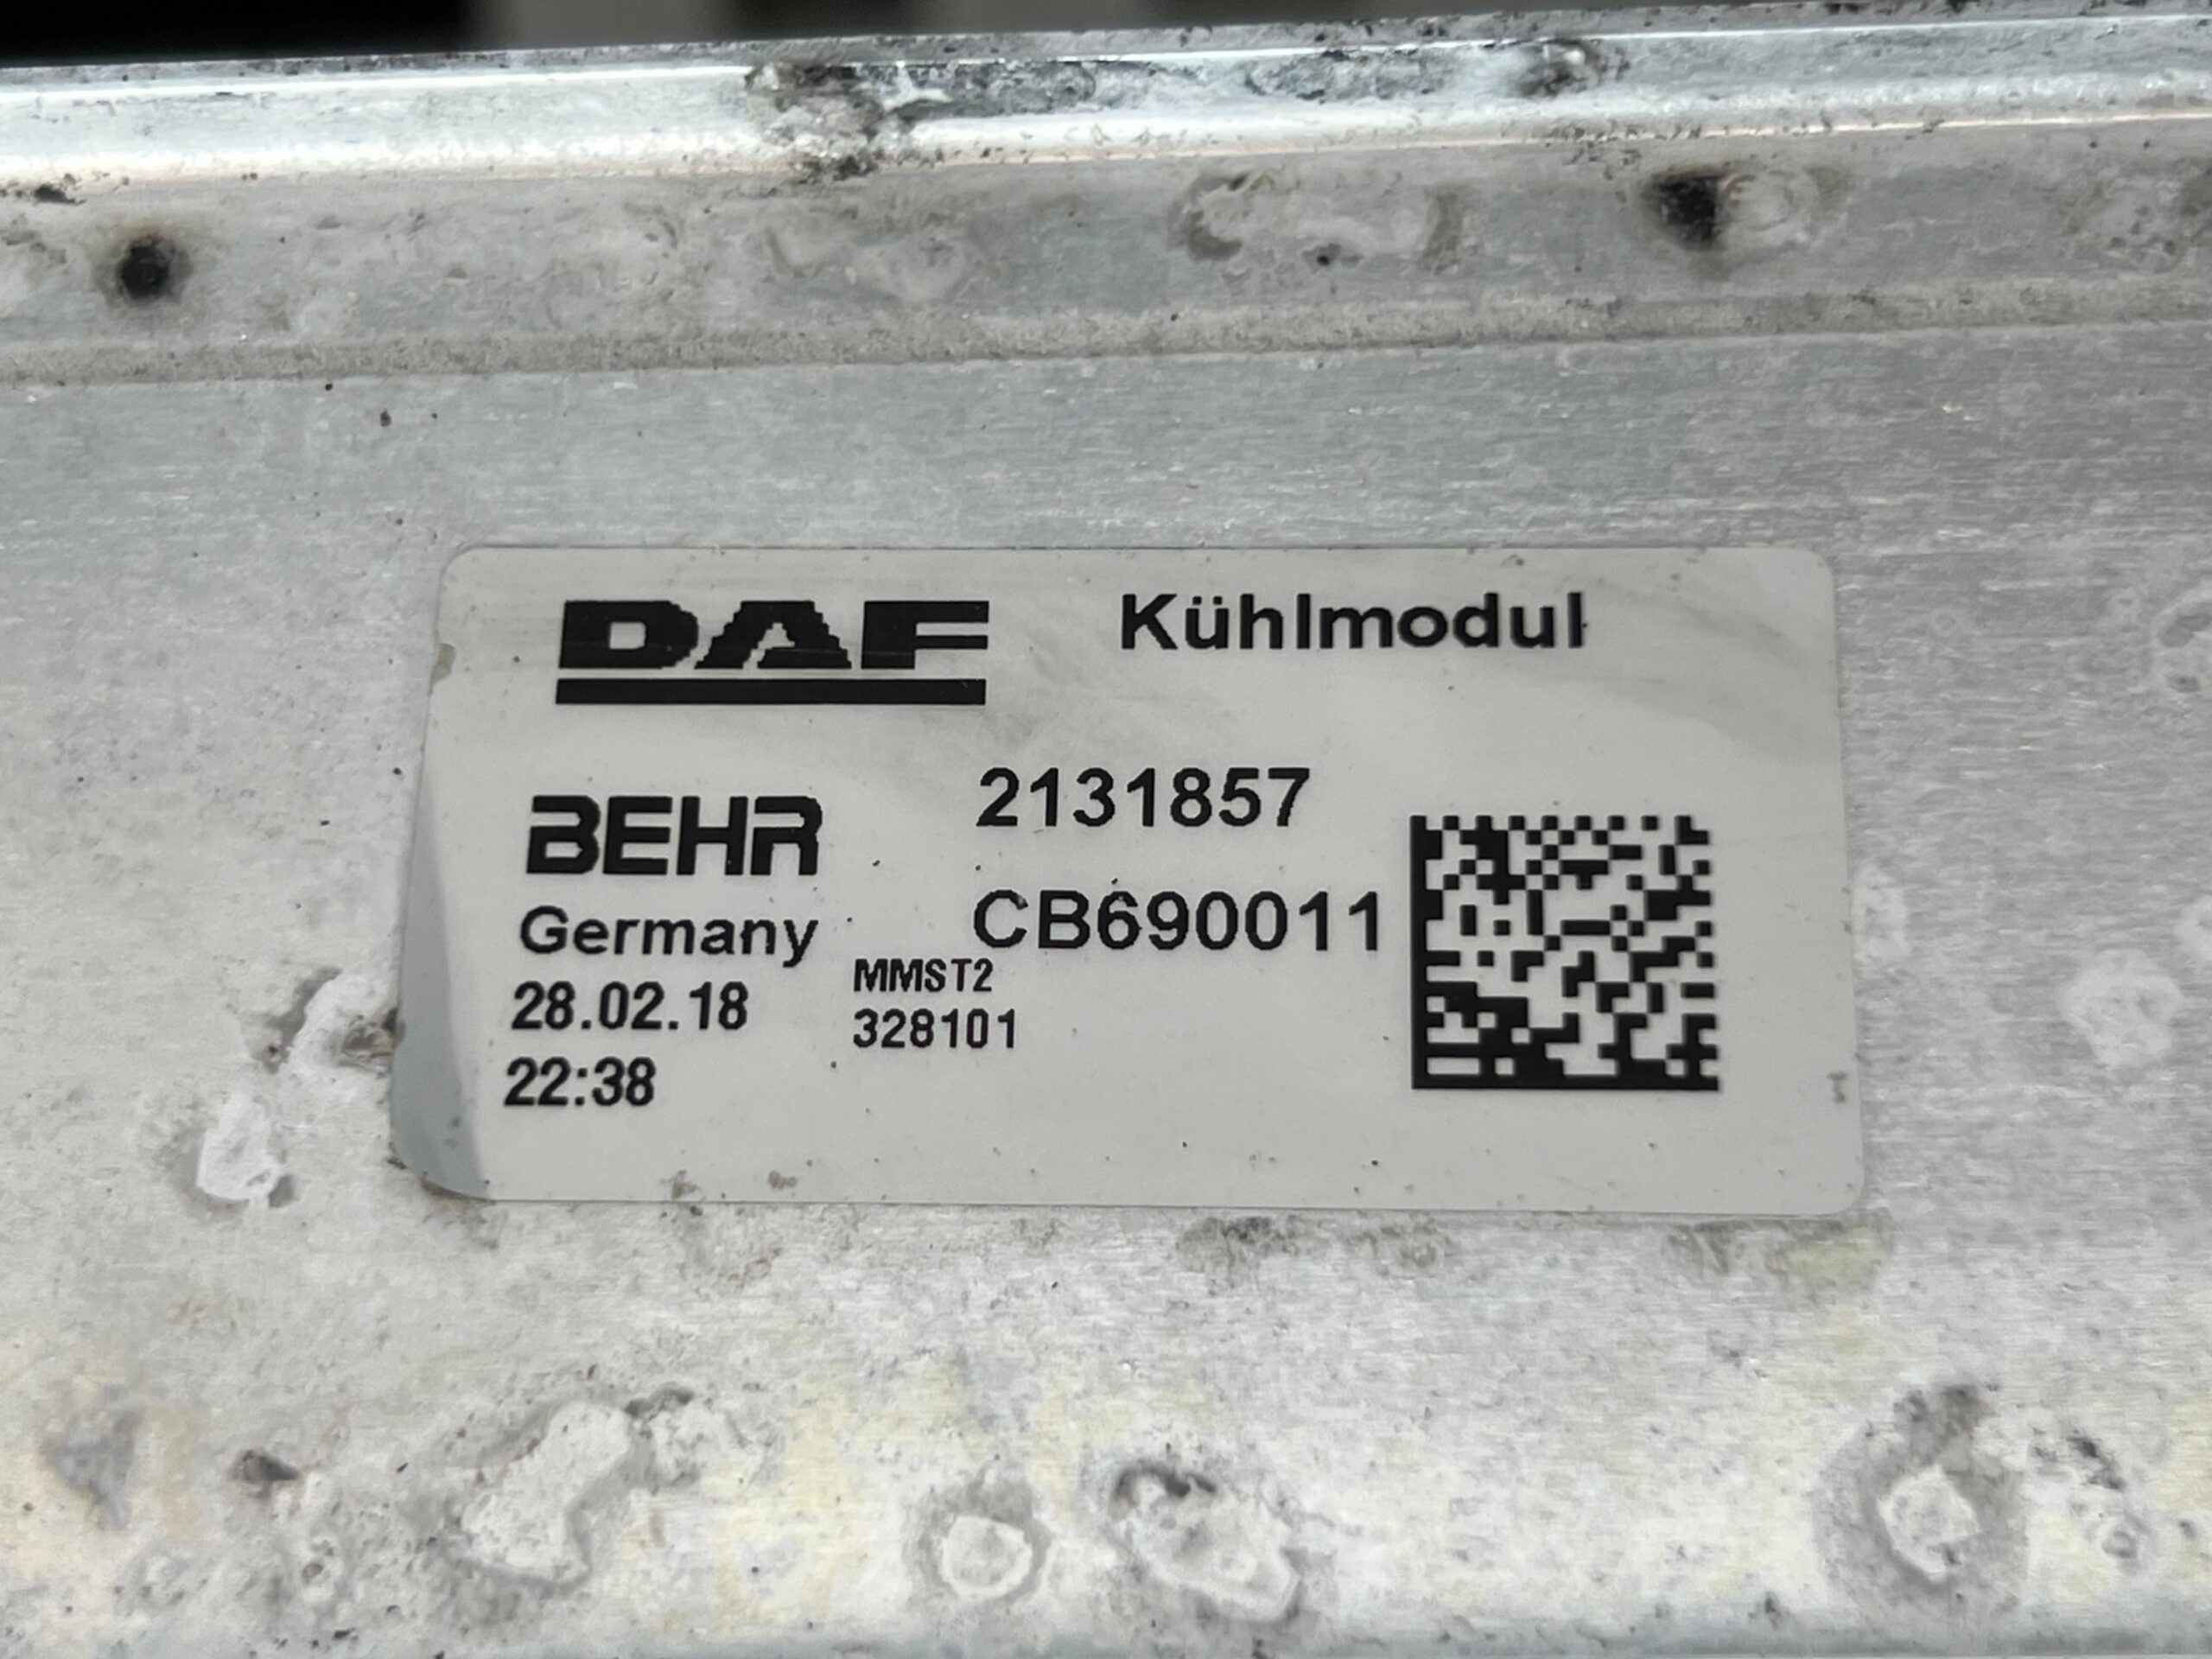 DAF Kühlmodul
BEHR 2131857
Germany CB690011
28.02.18 MMST2
328101
22:38